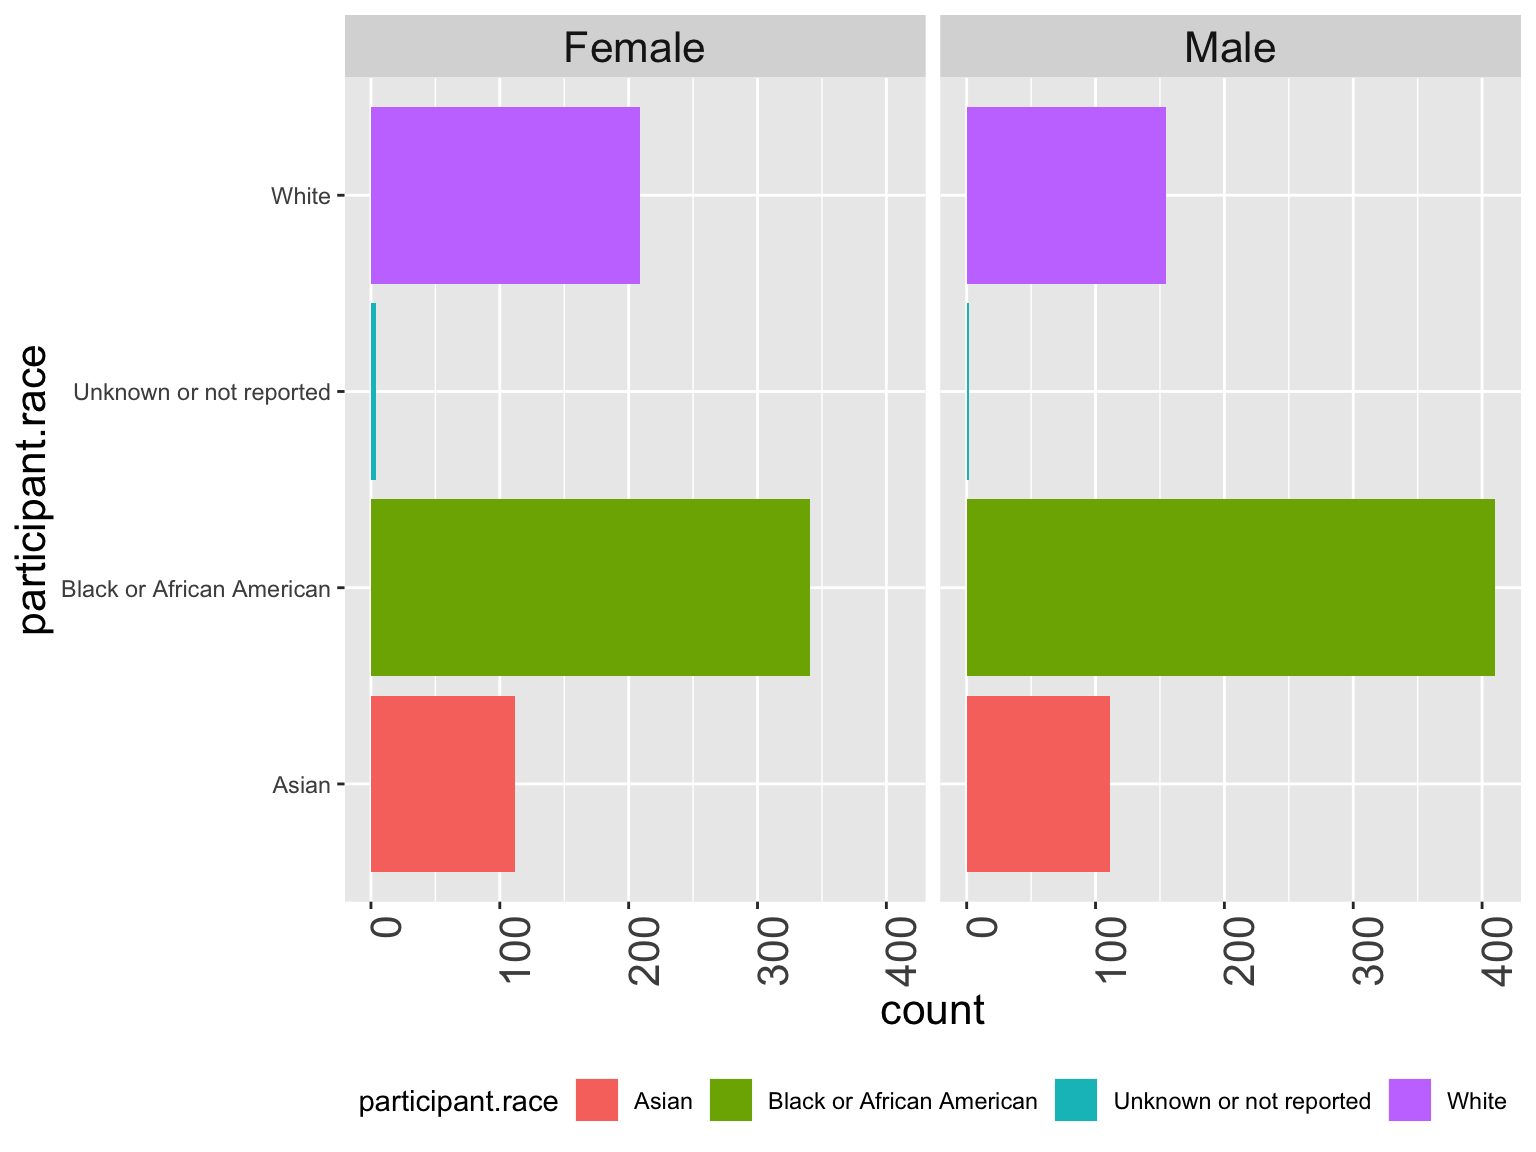 Female Male
White
Unknown or not reported
Black or African American
Asian
participant.race
0 100 200 300 400 0 100 200 300 400
count
participant.race Asian Black or African American Unknown or not reported White